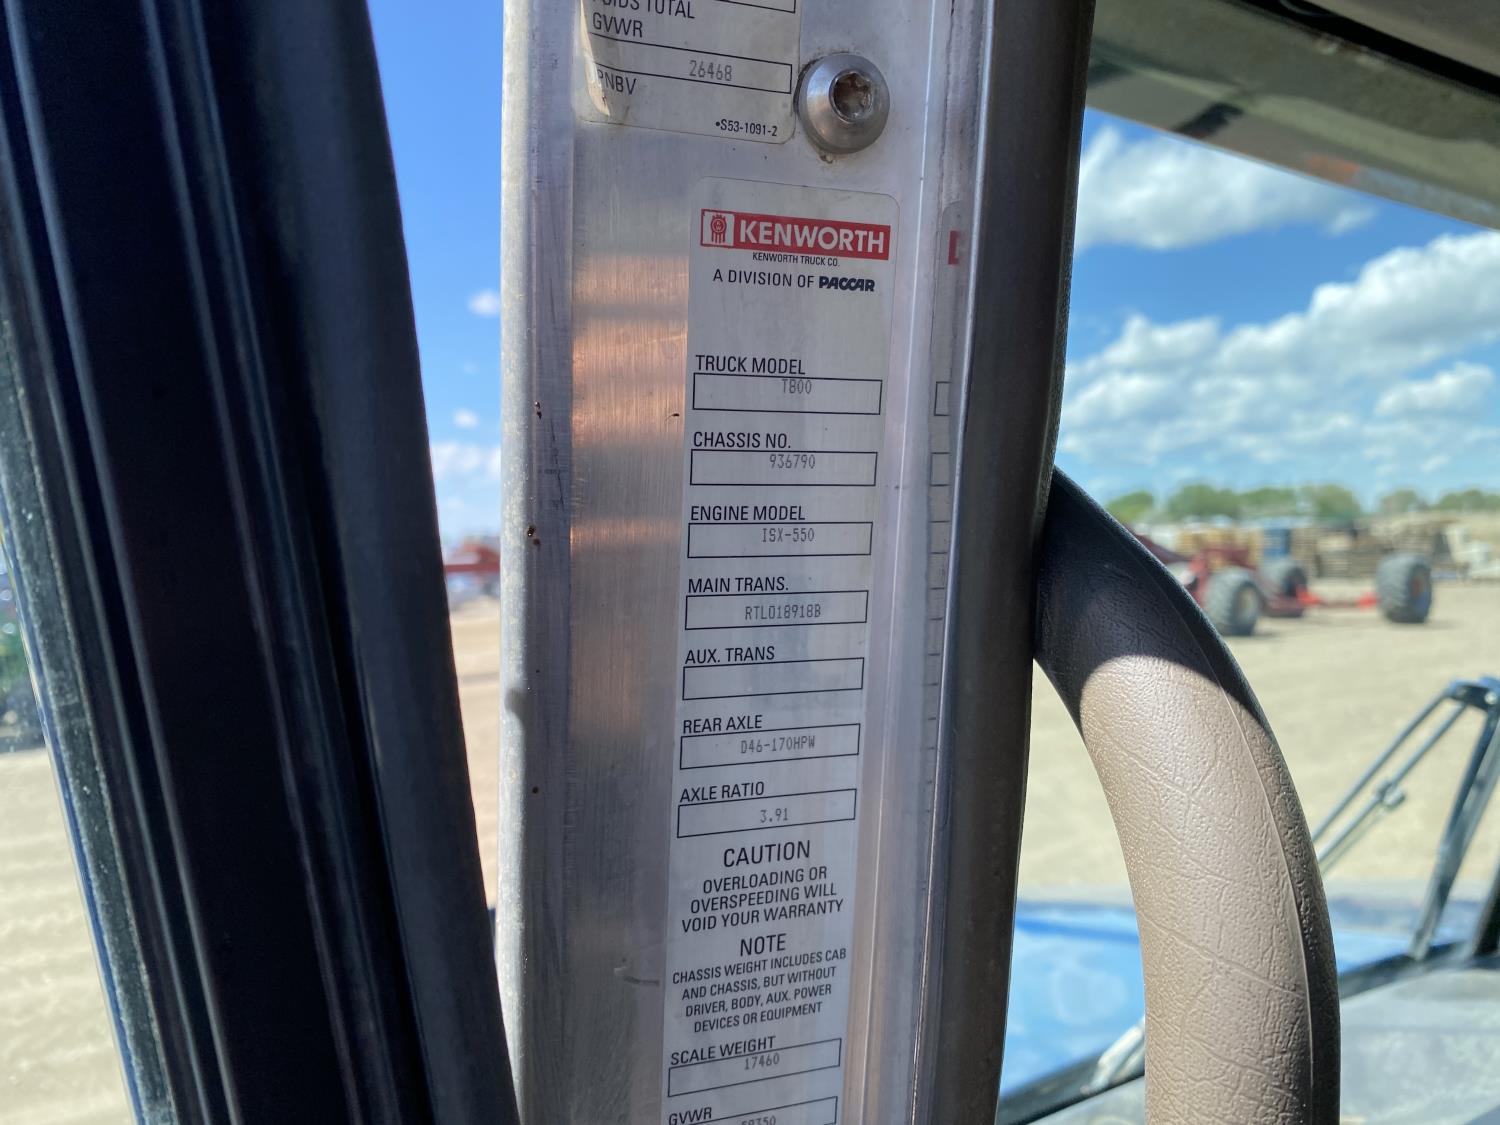 TOTAL
GVWR
26468
PNBV
•S53-1091-2
KENWORTH
KENWORTH TRUCK CO.
A DIVISION OF PACCAR
TRUCK MODEL
T800
CHASSIS NO.
936790
ENGINE MODEL
ISX-550
MAIN TRANS.
RTLO18918B
AUX. TRANS
REAR AXLE
D46-170HPW
AXLE RATIO
3.91
CAUTION
OVERLOADING OR
OVERSPEEDING WILL
VOID YOUR WARRANTY
NOTE
CHASSIS WEIGHT INCLUDES CAB
AND CHASSIS, BUT WITHOUT
DRIVER, BODY, AUX. POWER
DEVICES OR EQUIPMENT
SCALE WEIGHT
17460
GVWR